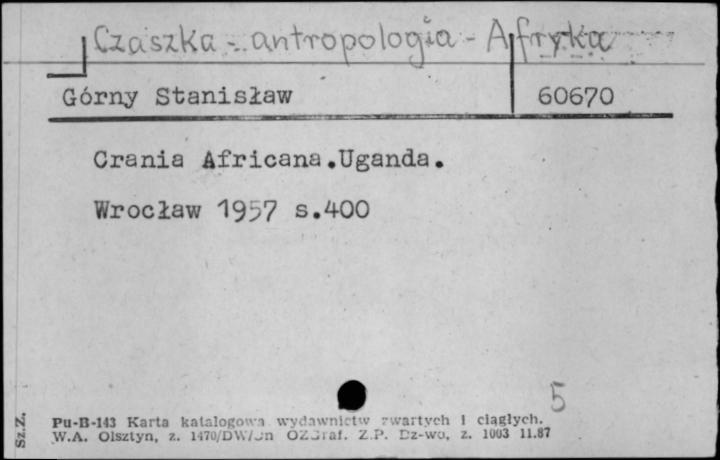 Czaszka - antropologia - Afryka
Górny Stanisław 60670
Crania Africana.Uganda.
Wrocław 1957 s.400
5
Pu-B-143 Karta katalogowa wydawnictw zwartych i ciągłych.
W.A. Olsztyn, z. 1470/DW/Jn OZGraf. Z.P. Dz-wo, z. 1003 11.87
Sz.Z.